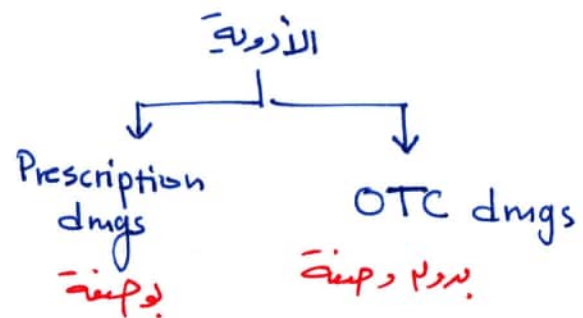 الأدوية
Prescription
drugs
بوصفة
OTC drugs
بدون وصفة